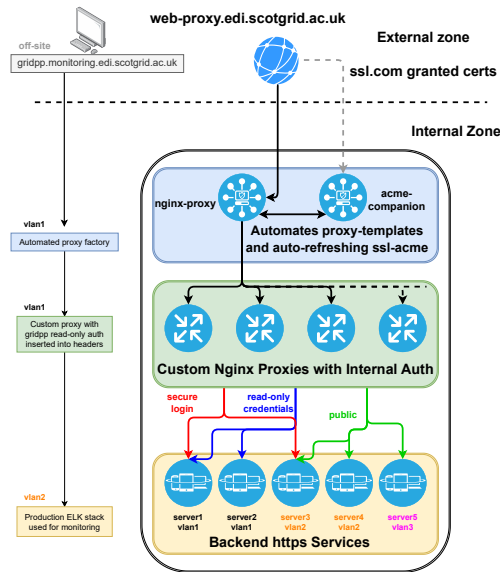 web-proxy.edi.scotgrid.ac.uk
off-site
gridpp.monitoring.edi.scotgrid.ac.uk
External zone
ssl.com granted certs
Internal Zone
nginx-proxy
acme-
companion
Automates proxy-templates
and auto-refreshing ssl-acme
vlan1
Automated proxy factory
vlan1
Custom proxy with
gridpp read-only auth
inserted into headers
Custom Nginx Proxies with Internal Auth
secure
login
read-only
credentials
public
vlan2
Production ELK stack
used for monitoring
server1
vlan1
server2
vlan1
server3
vlan2
server4
vlan2
server5
vlan3
Backend https Services